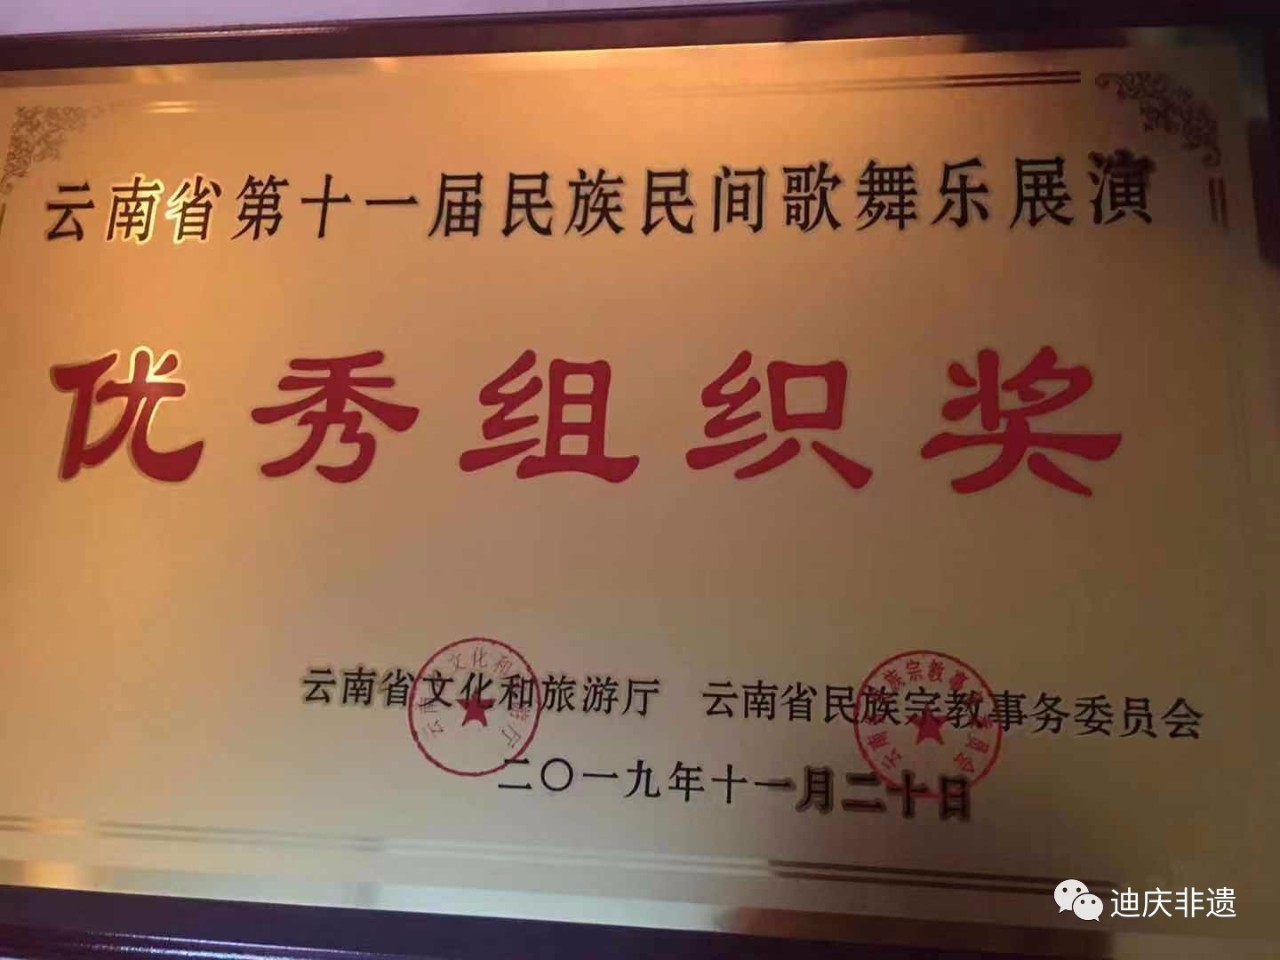 云南省第十一届民族民间歌舞乐展演
优秀组织奖
云南省文化和旅游厅 云南省民族宗教事务委员会
二〇一九年十一月二十日
迪庆非遗